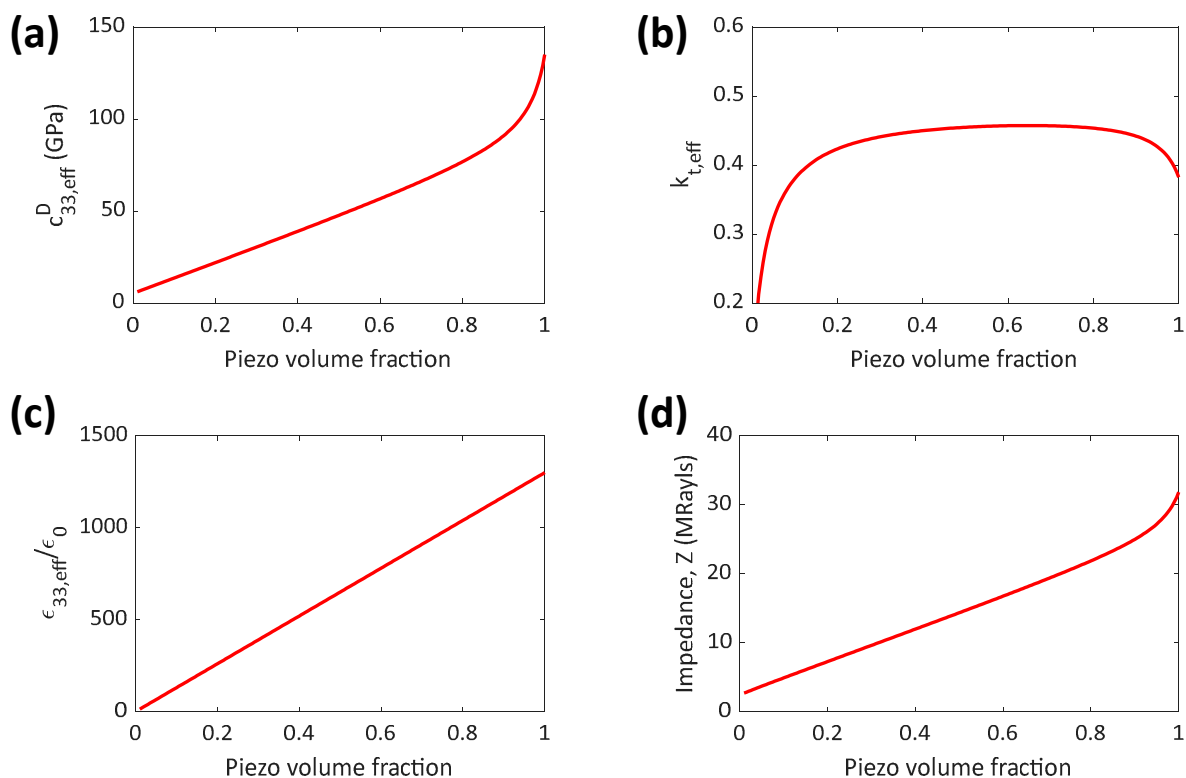 (a)
150
100
50
0
c^D_33,eff (GPa)
0 0.2 0.4 0.6 0.8 1
Piezo volume fraction
(b)
0.6
0.5
0.4
0.3
0.2
k_t,eff
0 0.2 0.4 0.6 0.8 1
Piezo volume fraction
(c)
1500
1000
500
0
ϵ_33,eff/ϵ_0
0 0.2 0.4 0.6 0.8 1
Piezo volume fraction
(d)
40
30
20
10
0
Impedance, Z (MRayls)
0 0.2 0.4 0.6 0.8 1
Piezo volume fraction